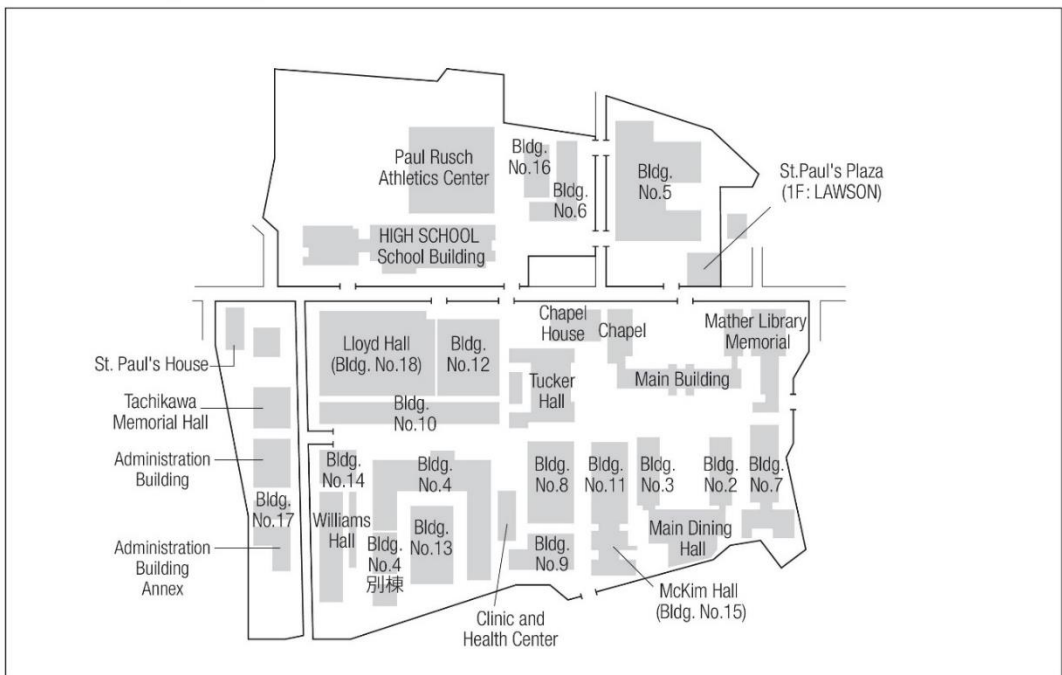 Paul Rusch
Athletics Center
Bldg.
No.16
Bldg.
No.6
Bldg.
No.5
St.Paul's Plaza
(1F: LAWSON)
HIGH SCHOOL
School Building
Chapel
House
Chapel
Mather Library
Memorial
Lloyd Hall
(Bldg. No.18)
Bldg.
No.12
St. Paul's House
Main Building
Tucker
Hall
Tachikawa
Memorial Hall
Bldg.
No.10
Administration
Building
Bldg.
No.14
Bldg.
No.4
Bldg.
No.8
Bldg.
No.11
Bldg.
No.3
Bldg.
No.2
Bldg.
No.7
Bldg.
No.17
Williams
Hall
Bldg.
No.13
Main Dining
Hall
Bldg.
No.4
別棟
Bldg.
No.9
Administration
Building
Annex
McKim Hall
(Bldg. No.15)
Clinic and
Health Center